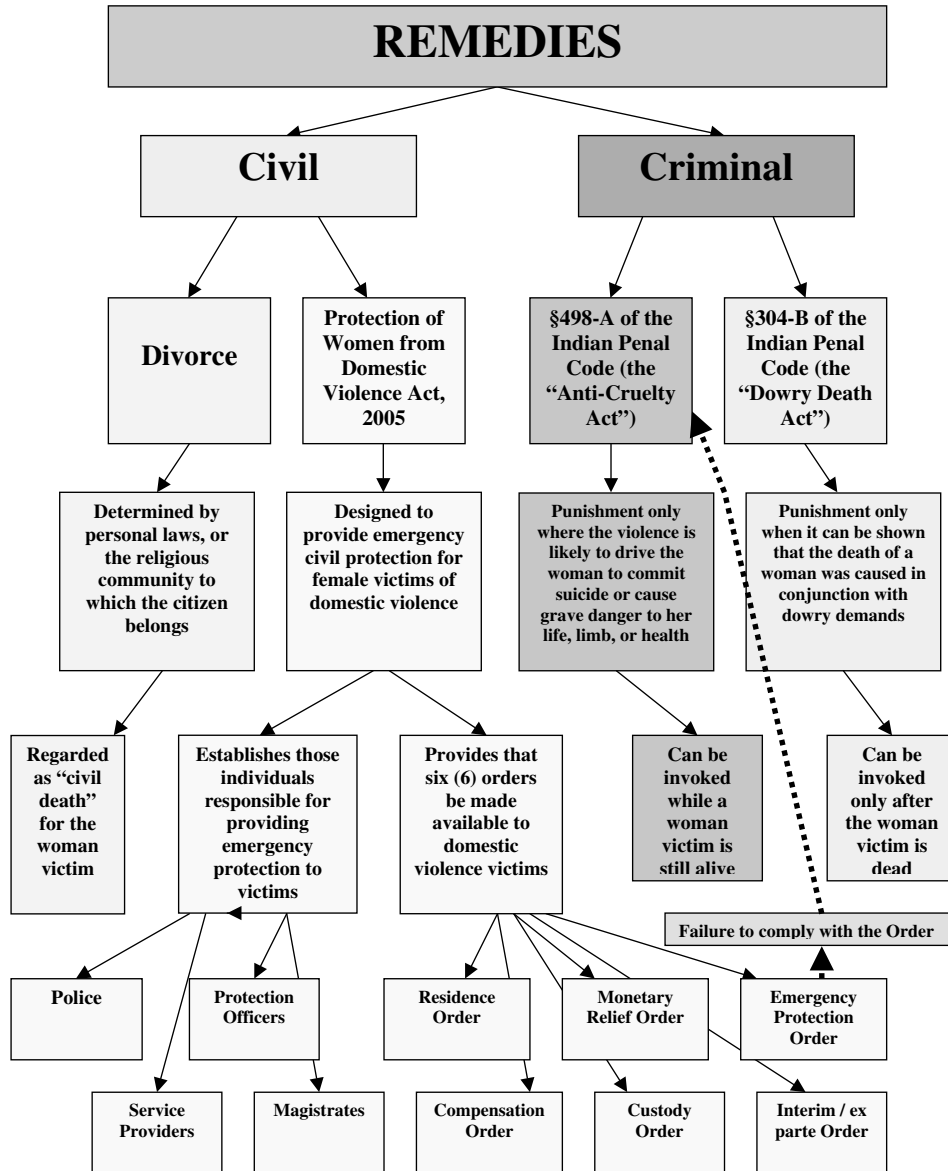 REMEDIES
Civil
Criminal
Divorce
Protection of
Women from
Domestic
Violence Act,
2005
§498-A of the
Indian Penal
Code (the
“Anti-Cruelty
Act”)
§304-B of the
Indian Penal
Code (the
“Dowry Death
Act”)
Determined by
personal laws, or
the religious
community to
which the citizen
belongs
Designed to
provide emergency
civil protection for
female victims of
domestic violence
Punishment only
where the violence is
likely to drive the
woman to commit
suicide or cause
grave danger to her
life, limb, or health
Punishment only
when it can be shown
that the death of a
woman was caused in
conjunction with
dowry demands
Regarded
as “civil
death”
for the
woman
victim
Establishes those
individuals
responsible for
providing
emergency
protection to
victims
Provides that
six (6) orders
be made
available to
domestic
violence victims
Can be
invoked
while a
woman
victim is
still alive
Can be
invoked
only after
the woman
victim is
dead
Failure to comply with the Order
Police
Protection
Officers
Residence
Order
Monetary
Relief Order
Emergency
Protection
Order
Service
Providers
Magistrates
Compensation
Order
Custody
Order
Interim / ex
parte Order